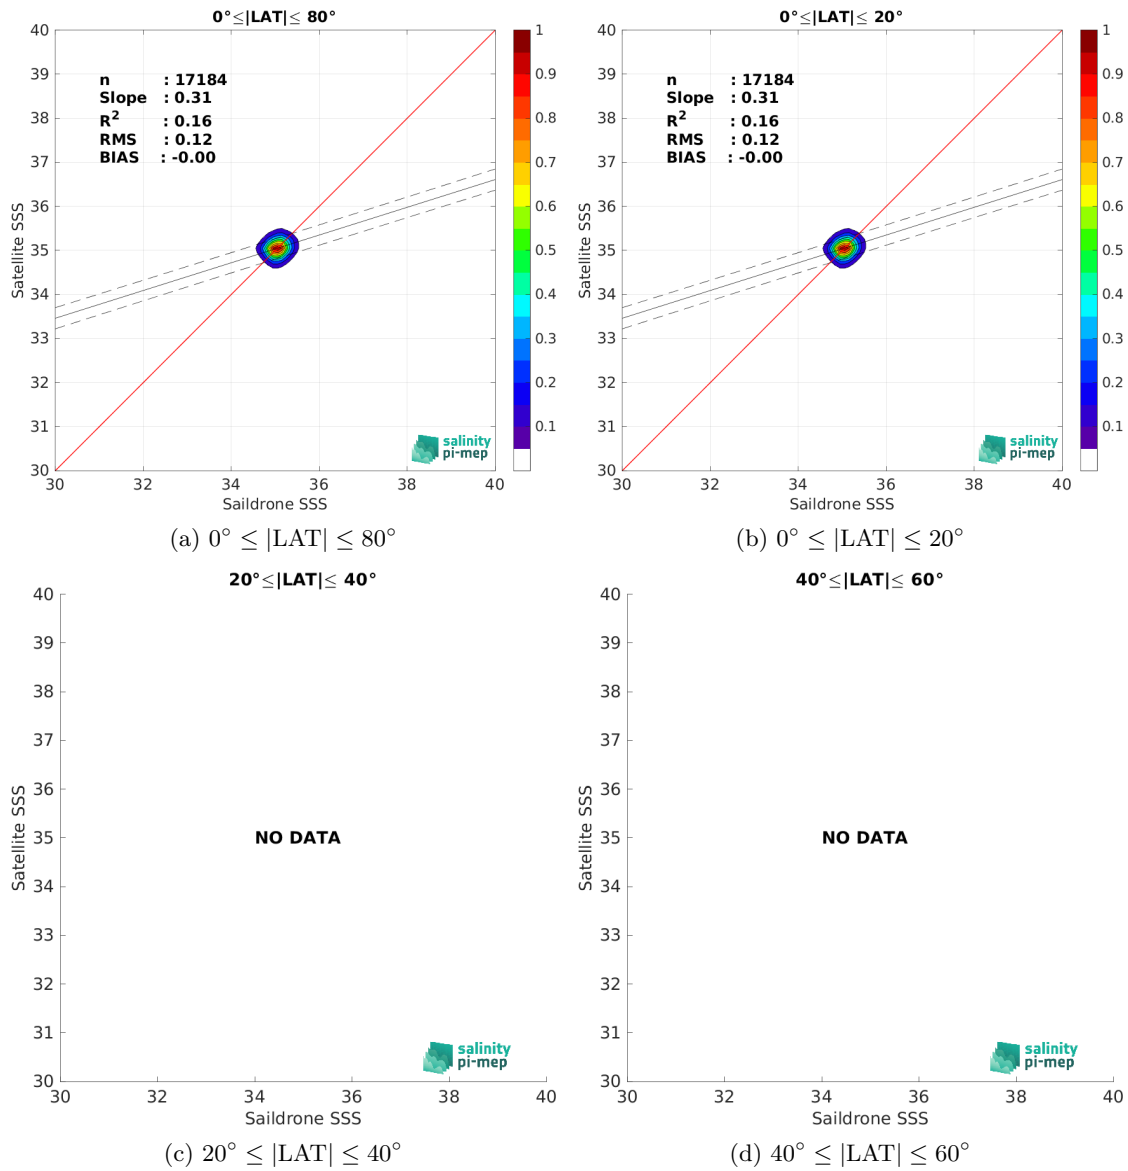 0°≤|LAT|≤ 80°
40
39
38
37
36
35
34
33
32
31
30
Satellite SSS
n : 17184
Slope : 0.31
R² : 0.16
RMS : 0.12
BIAS : -0.00
salinity
pi-mep
30 32 34 36 38 40
Saildrone SSS
1
0.9
0.8
0.7
0.6
0.5
0.4
0.3
0.2
0.1
(a) 0° ≤ |LAT| ≤ 80°
0°≤|LAT|≤ 20°
40
39
38
37
36
35
34
33
32
31
30
Satellite SSS
n : 17184
Slope : 0.31
R² : 0.16
RMS : 0.12
BIAS : -0.00
salinity
pi-mep
30 32 34 36 38 40
Saildrone SSS
1
0.9
0.8
0.7
0.6
0.5
0.4
0.3
0.2
0.1
(b) 0° ≤ |LAT| ≤ 20°
20°≤|LAT|≤ 40°
40
39
38
37
36
35
34
33
32
31
30
Satellite SSS
NO DATA
salinity
pi-mep
30 32 34 36 38 40
Saildrone SSS
(c) 20° ≤ |LAT| ≤ 40°
40°≤|LAT|≤ 60°
40
39
38
37
36
35
34
33
32
31
30
Satellite SSS
NO DATA
salinity
pi-mep
30 32 34 36 38 40
Saildrone SSS
(d) 40° ≤ |LAT| ≤ 60°